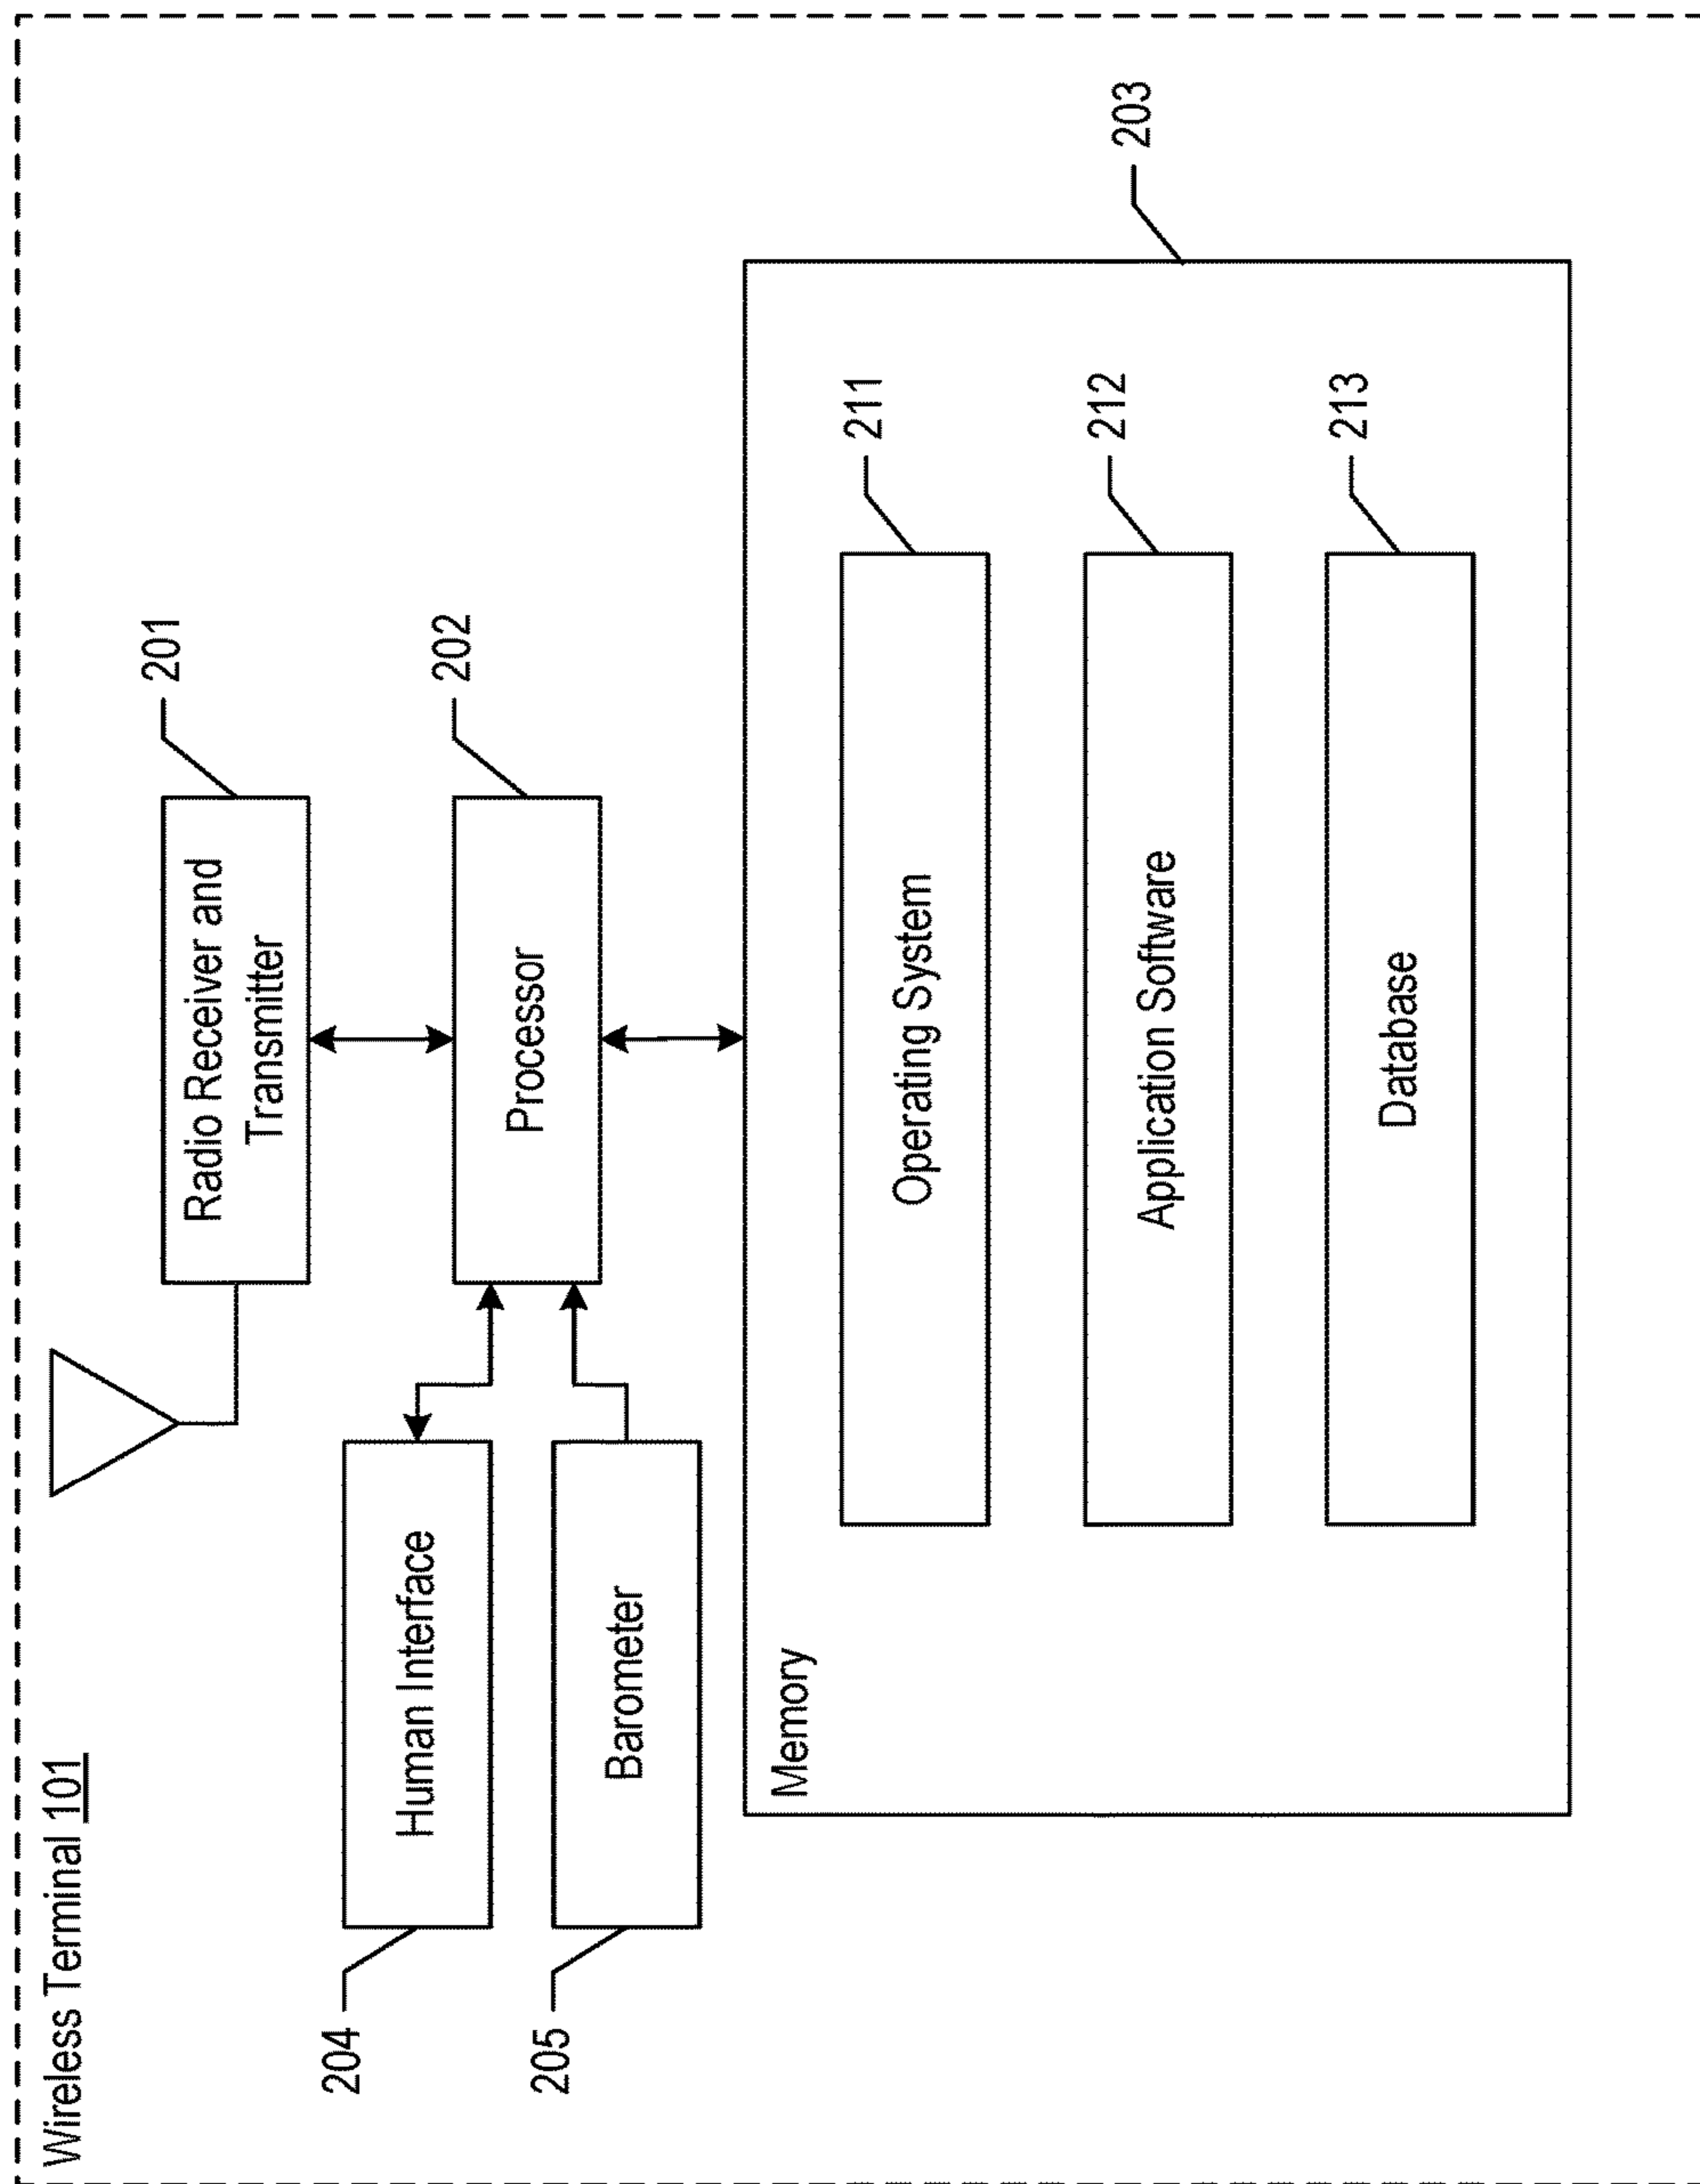 Wireless Terminal 101
Radio Receiver and
Transmitter
201
204
Human Interface
Processor
202
205
Barometer
Memory
203
Operating System
211
Application Software
212
Database
213